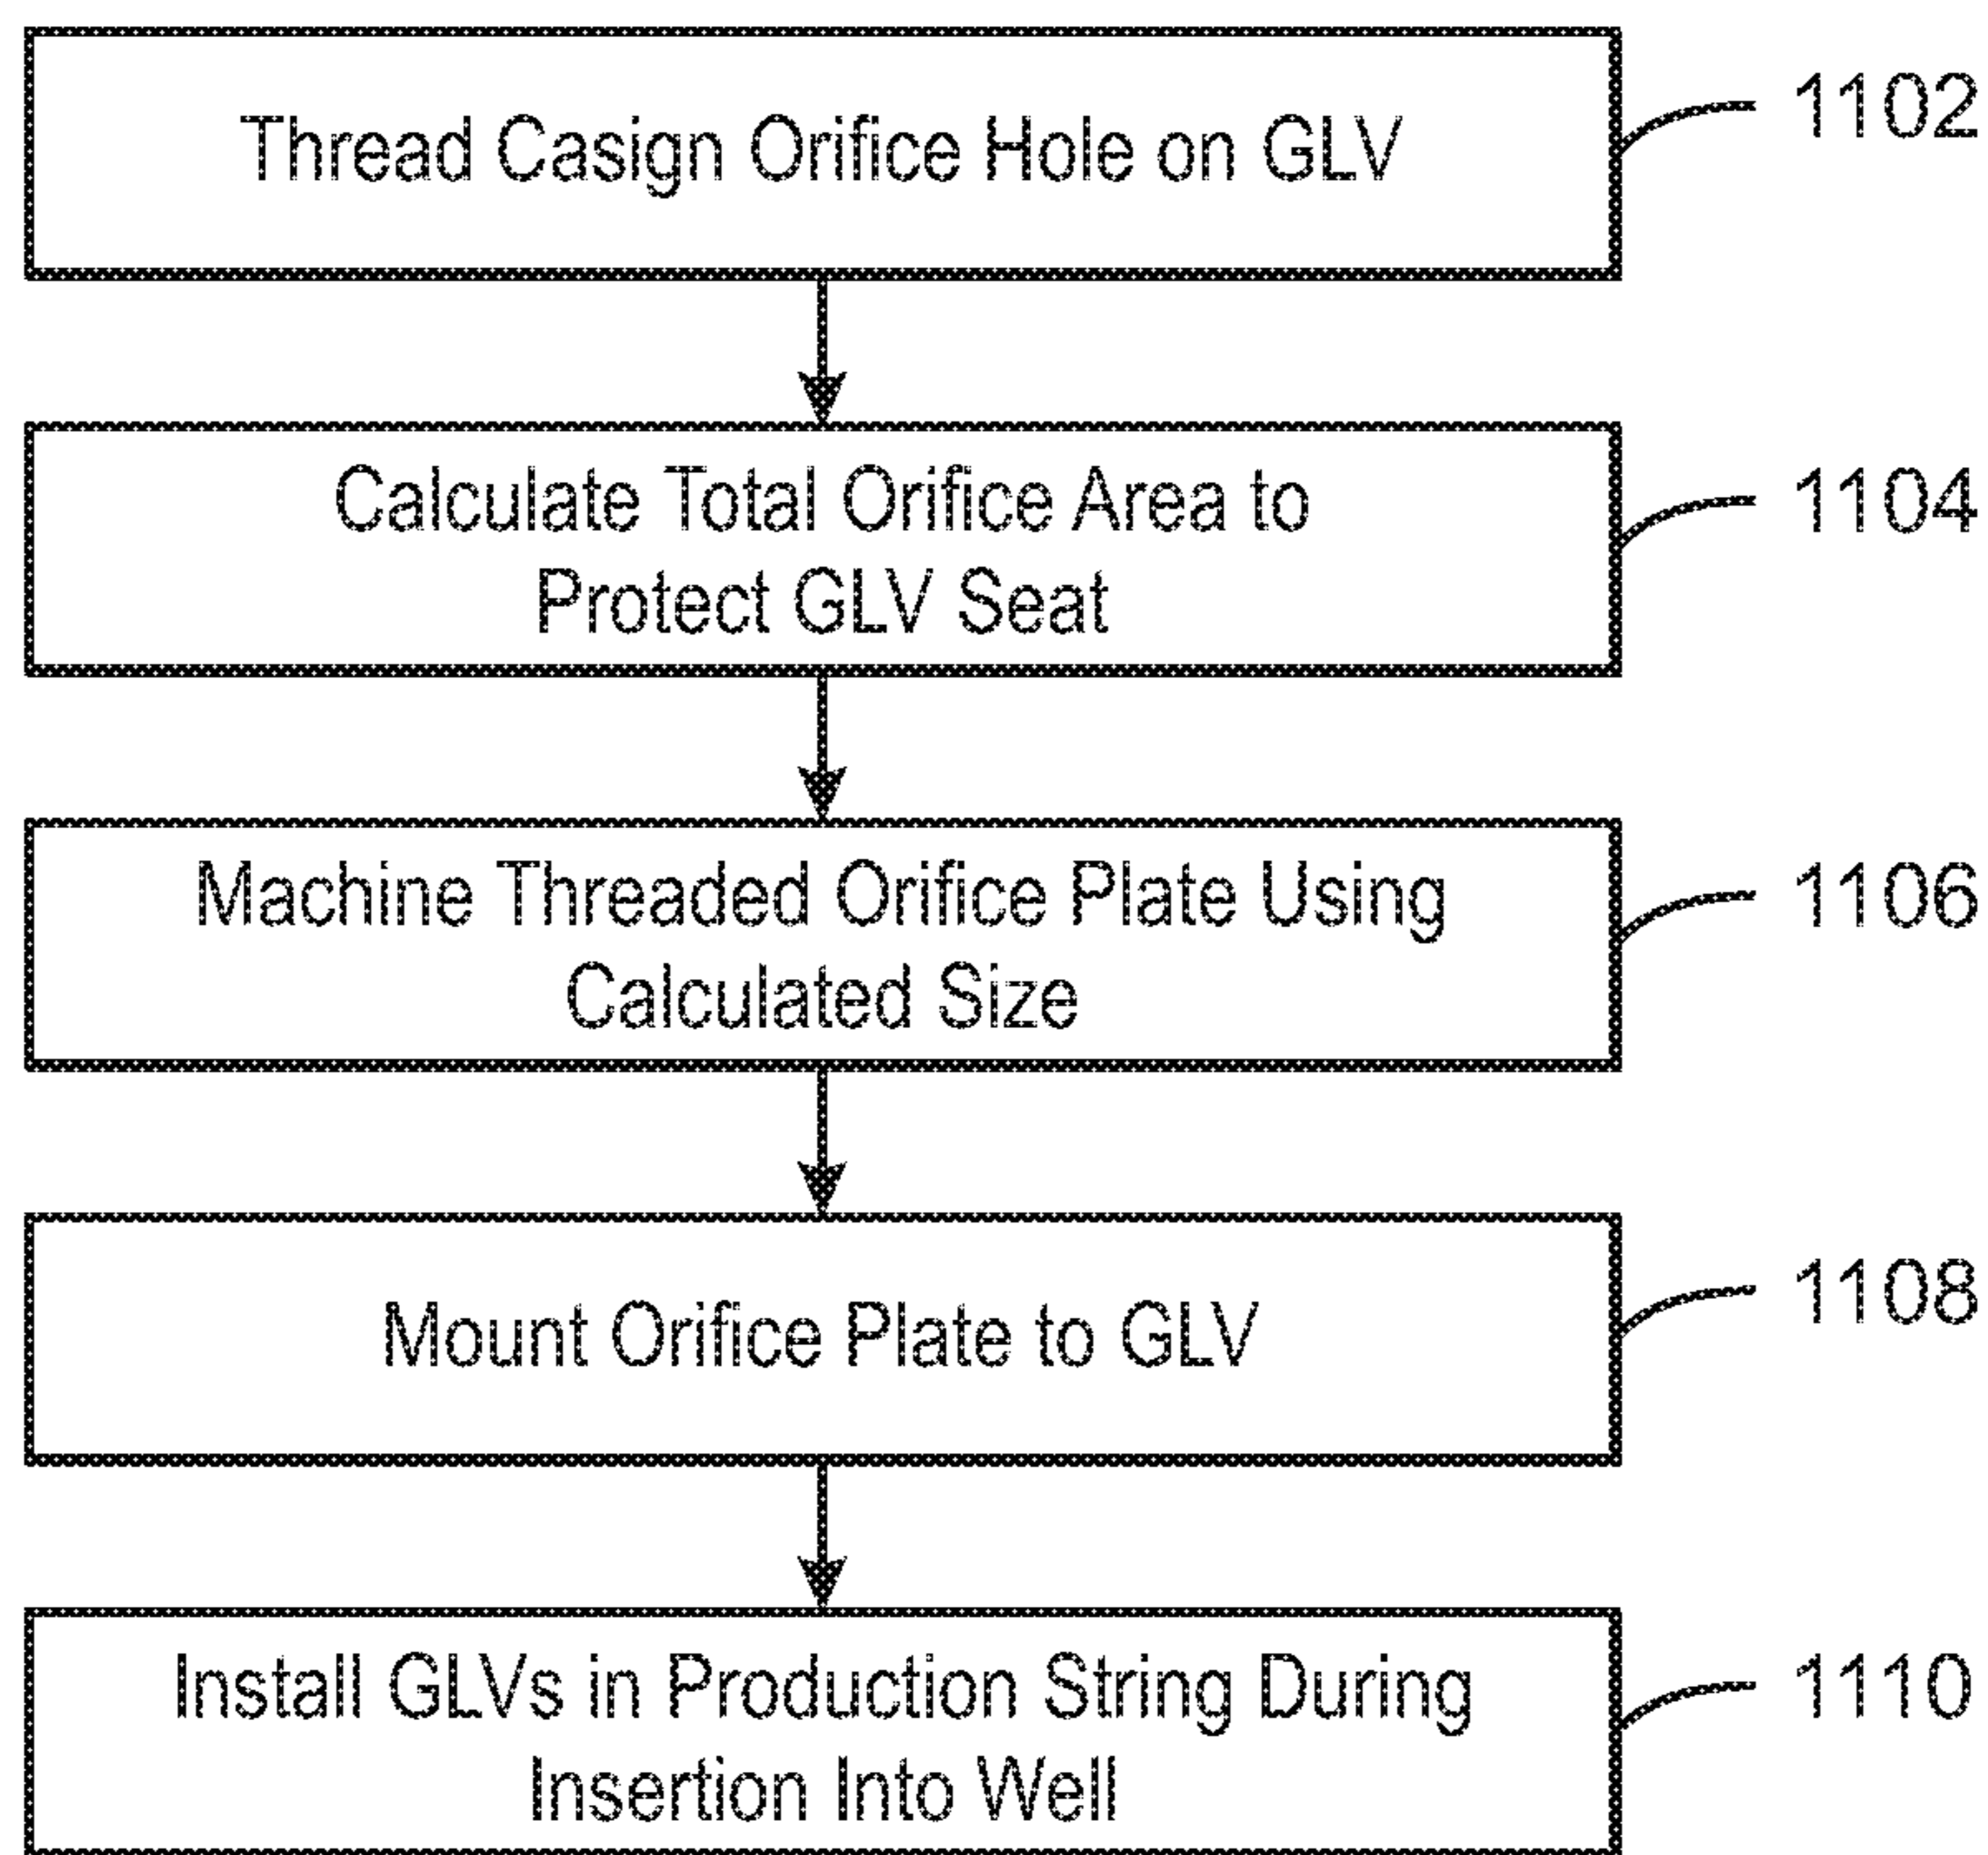 Thread Casign Orifice Hole on GLV
1102
Calculate Total Orifice Area to
Protect GLV Seat
1104
Machine Threaded Orifice Plate Using
Calculated Size
1106
Mount Orifice Plate to GLV
1108
Install GLVs in Production String During
Insertion Into Well
1110